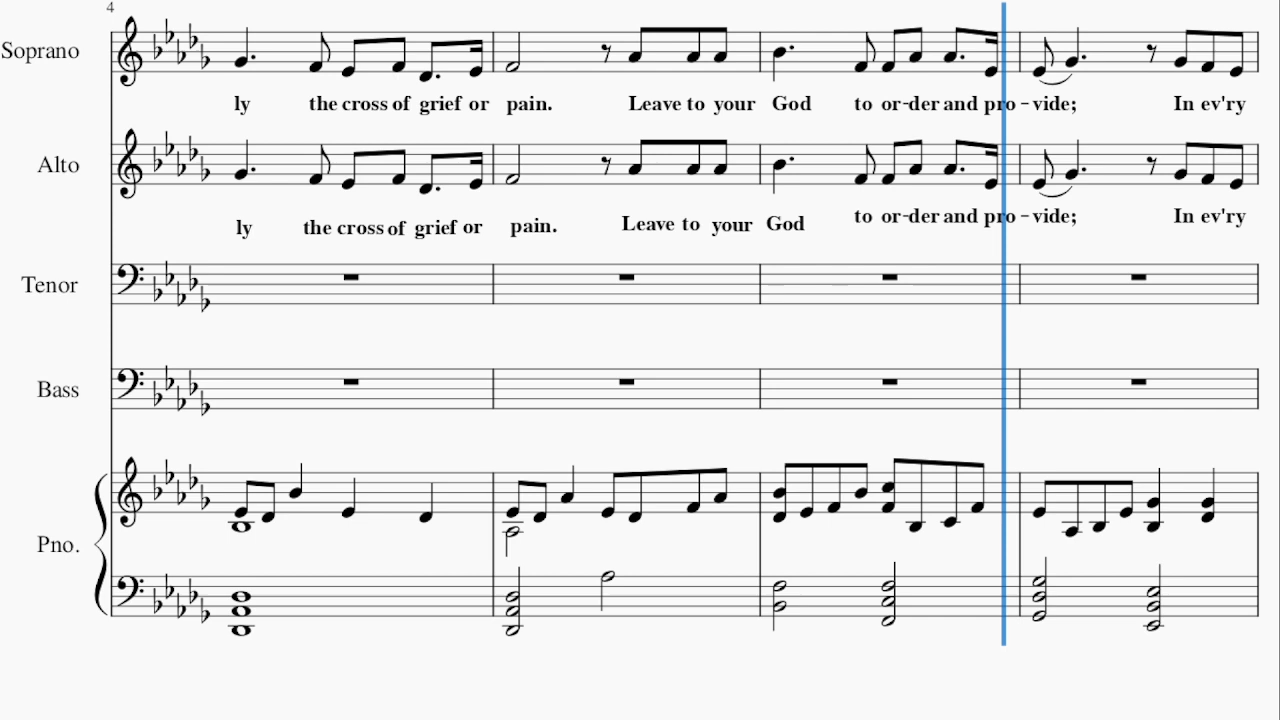 4
Soprano
ly the cross of grief or pain. Leave to your God to or-der and pro-vide; In ev'ry
Alto
ly the cross of grief or pain. Leave to your God to or-der and pro-vide; In ev'ry
Tenor
Bass
Pno.